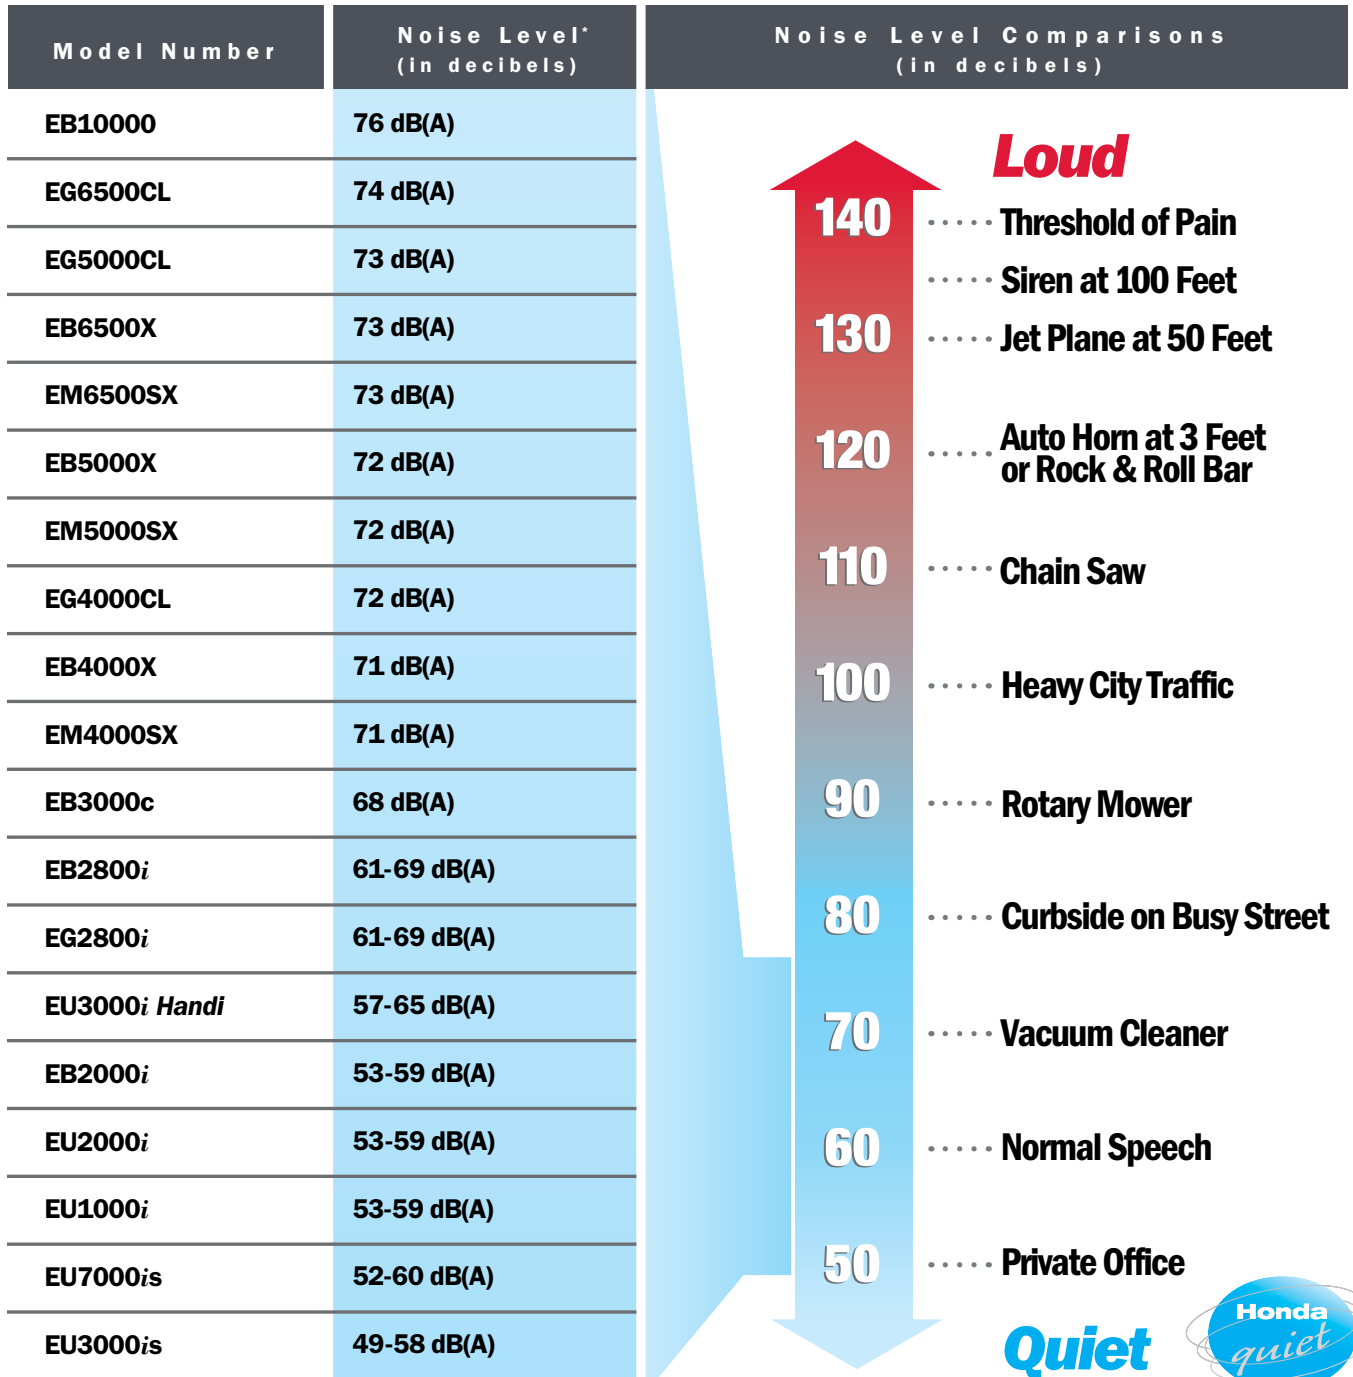 Model Number
Noise Level*
(in decibels)
Noise Level Comparisons
(in decibels)
EB10000 76 dB(A)
EG6500CL 74 dB(A)
EG5000CL 73 dB(A)
EB6500X 73 dB(A)
EM6500SX 73 dB(A)
EB5000X 72 dB(A)
EM5000SX 72 dB(A)
EG4000CL 72 dB(A)
EB4000X 71 dB(A)
EM4000SX 71 dB(A)
EB3000c 68 dB(A)
EB2800i 61-69 dB(A)
EG2800i 61-69 dB(A)
EU3000i Handi 57-65 dB(A)
EB2000i 53-59 dB(A)
EU2000i 53-59 dB(A)
EU1000i 53-59 dB(A)
EU7000is 52-60 dB(A)
EU3000is 49-58 dB(A)
Loud
140 Threshold of Pain
Siren at 100 Feet
130 Jet Plane at 50 Feet
120 Auto Horn at 3 Feet
or Rock & Roll Bar
110 Chain Saw
100 Heavy City Traffic
90 Rotary Mower
80 Curbside on Busy Street
70 Vacuum Cleaner
60 Normal Speech
50 Private Office
Quiet
Honda
quiet